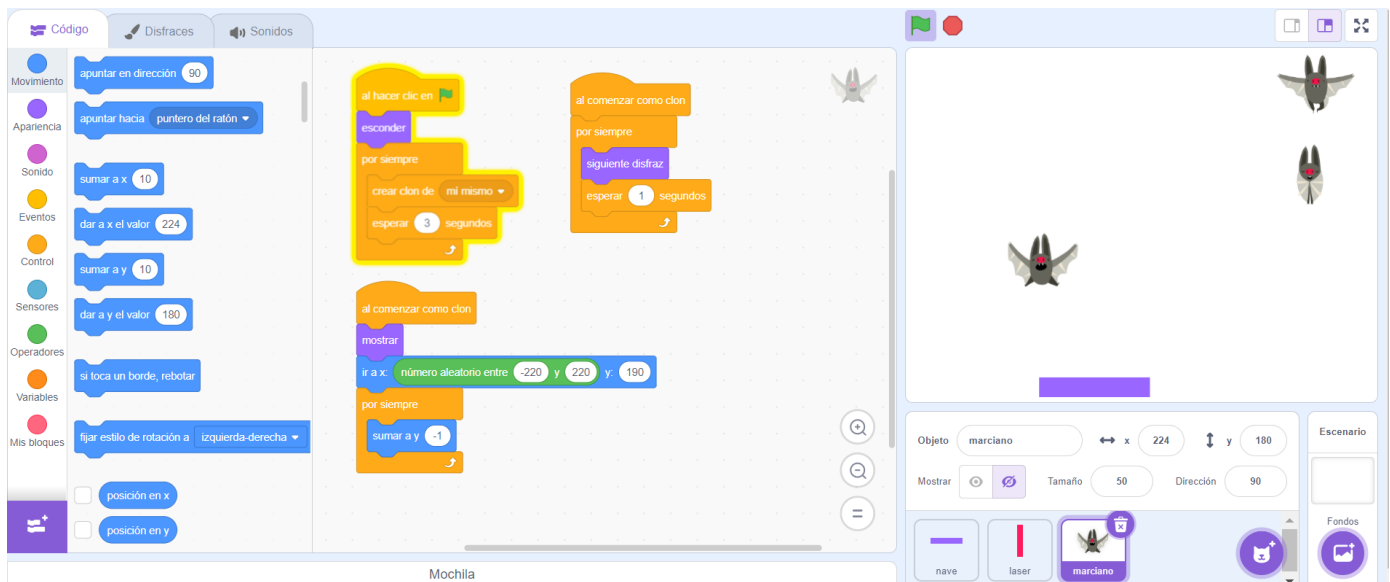 Código
Disfraces
Sonidos
Movimiento
Apariencia
Sonido
Eventos
Control
Sensores
Operadores
Variables
Mis bloques
apuntar en dirección 90
apuntar hacia puntero del ratón
sumar a x 10
dar a x el valor 224
sumar a y 10
dar a y el valor 180
si toca un borde, rebotar
fijar estilo de rotación a izquierda-derecha
posición en x
posición en y
al hacer clic en
esconder
por siempre
crear clon de mí mismo
esperar 3 segundos
al comenzar como clon
por siempre
siguiente disfraz
esperar 1 segundos
al comenzar como clon
mostrar
ir a x: número aleatorio entre -220 y 220 y: 190
por siempre
sumar a y -1
Mochila
Objeto marciano x 224 y 180
Mostrar Tamaño 50 Dirección 90
nave
laser
marciano
Escenario
Fondos